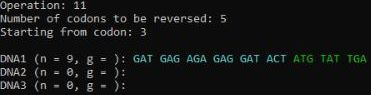 Operation: 11
Number of codons to be reversed: 5
Starting from codon: 3
DNA1 (n = 9, g = ): GAT GAG AGA GAG GAT ACT ATG TAT TGA
DNA2 (n = 0, g = ):
DNA3 (n = 0, g = ):